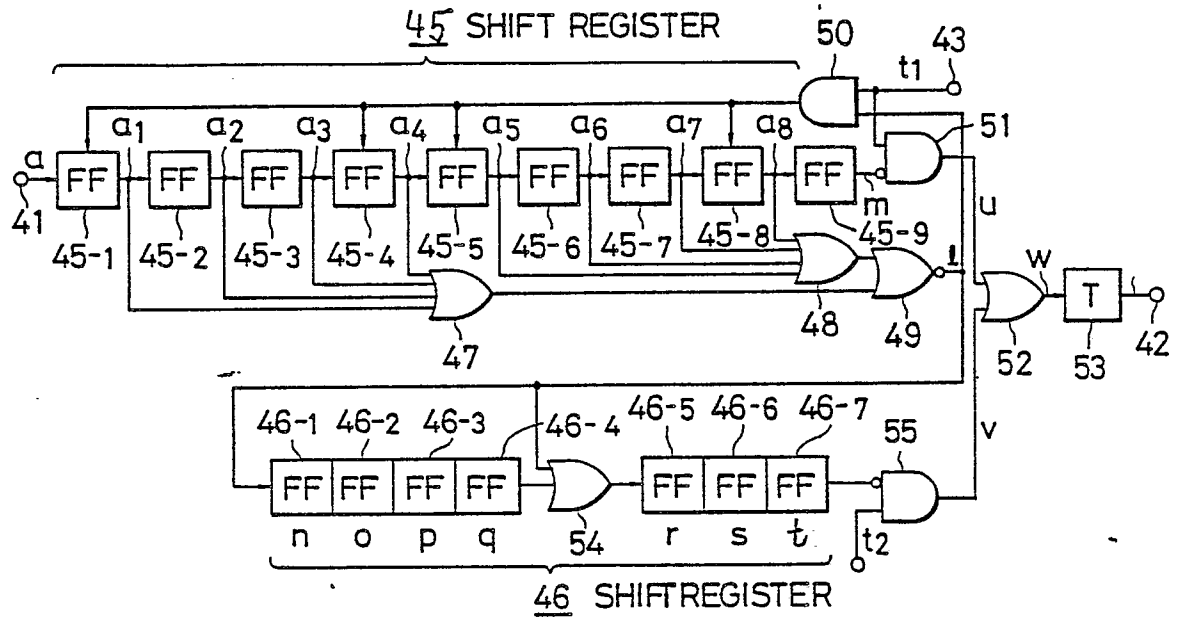 45 SHIFT REGISTER
50
43
t1
51
a
a1
a2
a3
a4
a5
a6
a7
a8
FF FF FF FF FF FF FF FF FF
m
41
45-1 45-2 45-3 45-4 45-5 45-6 45-7 45-8 45-9
u
l
w
T
47
48
49
52
53
42
46-1 46-2 46-3 46-4 46-5 46-6 46-7
55
v
FF FF FF FF FF FF FF
n o p q r s t
54
t2
46 SHIFTREGISTER